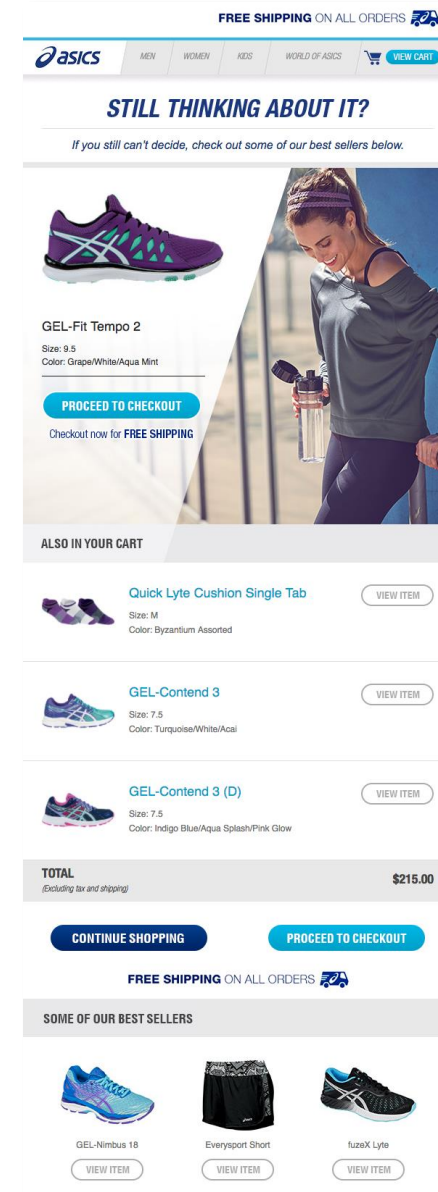 FREE SHIPPING ON ALL ORDERS
asics MEN WOMEN KIDS WORLD OF ASICS VIEW CART
STILL THINKING ABOUT IT?
If you still can't decide, check out some of our best sellers below.
GEL-Fit Tempo 2
Size: 9.5
Color: Grape/White/Aqua Mint
PROCEED TO CHECKOUT
Checkout now for FREE SHIPPING
ALSO IN YOUR CART
Quick Lyte Cushion Single Tab
VIEW ITEM
Size: M
Color: Byzantium Assorted
GEL-Contend 3
VIEW ITEM
Size: 7.5
Color: Turquoise/White/Acai
GEL-Contend 3 (D)
VIEW ITEM
Size: 7.5
Color: Indigo Blue/Aqua Splash/Pink Glow
TOTAL
$215.00
(Excluding tax and shipping)
CONTINUE SHOPPING PROCEED TO CHECKOUT
FREE SHIPPING ON ALL ORDERS
SOME OF OUR BEST SELLERS
GEL-Nimbus 18 Everysport Short fuzeX Lyte
VIEW ITEM VIEW ITEM VIEW ITEM